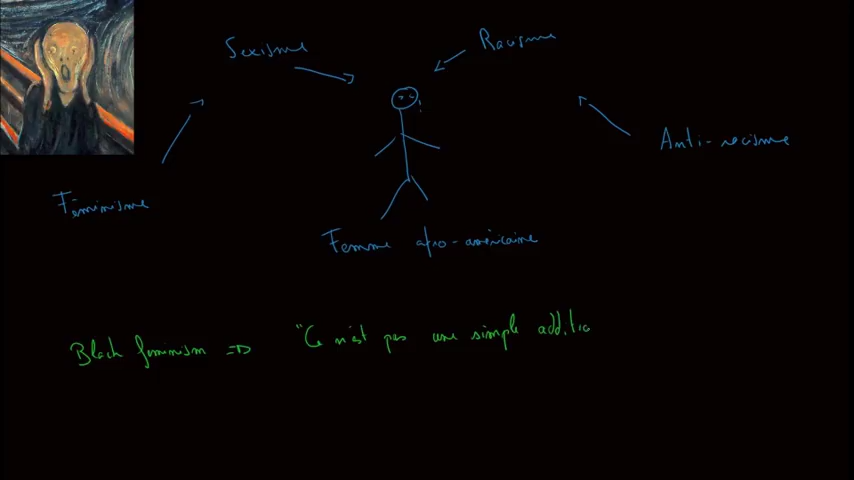 Sexisme
Racisme
Anti-racisme
Féminisme
Femme afro-américaine
Black feminism => "Ce n'est pas une simple additio